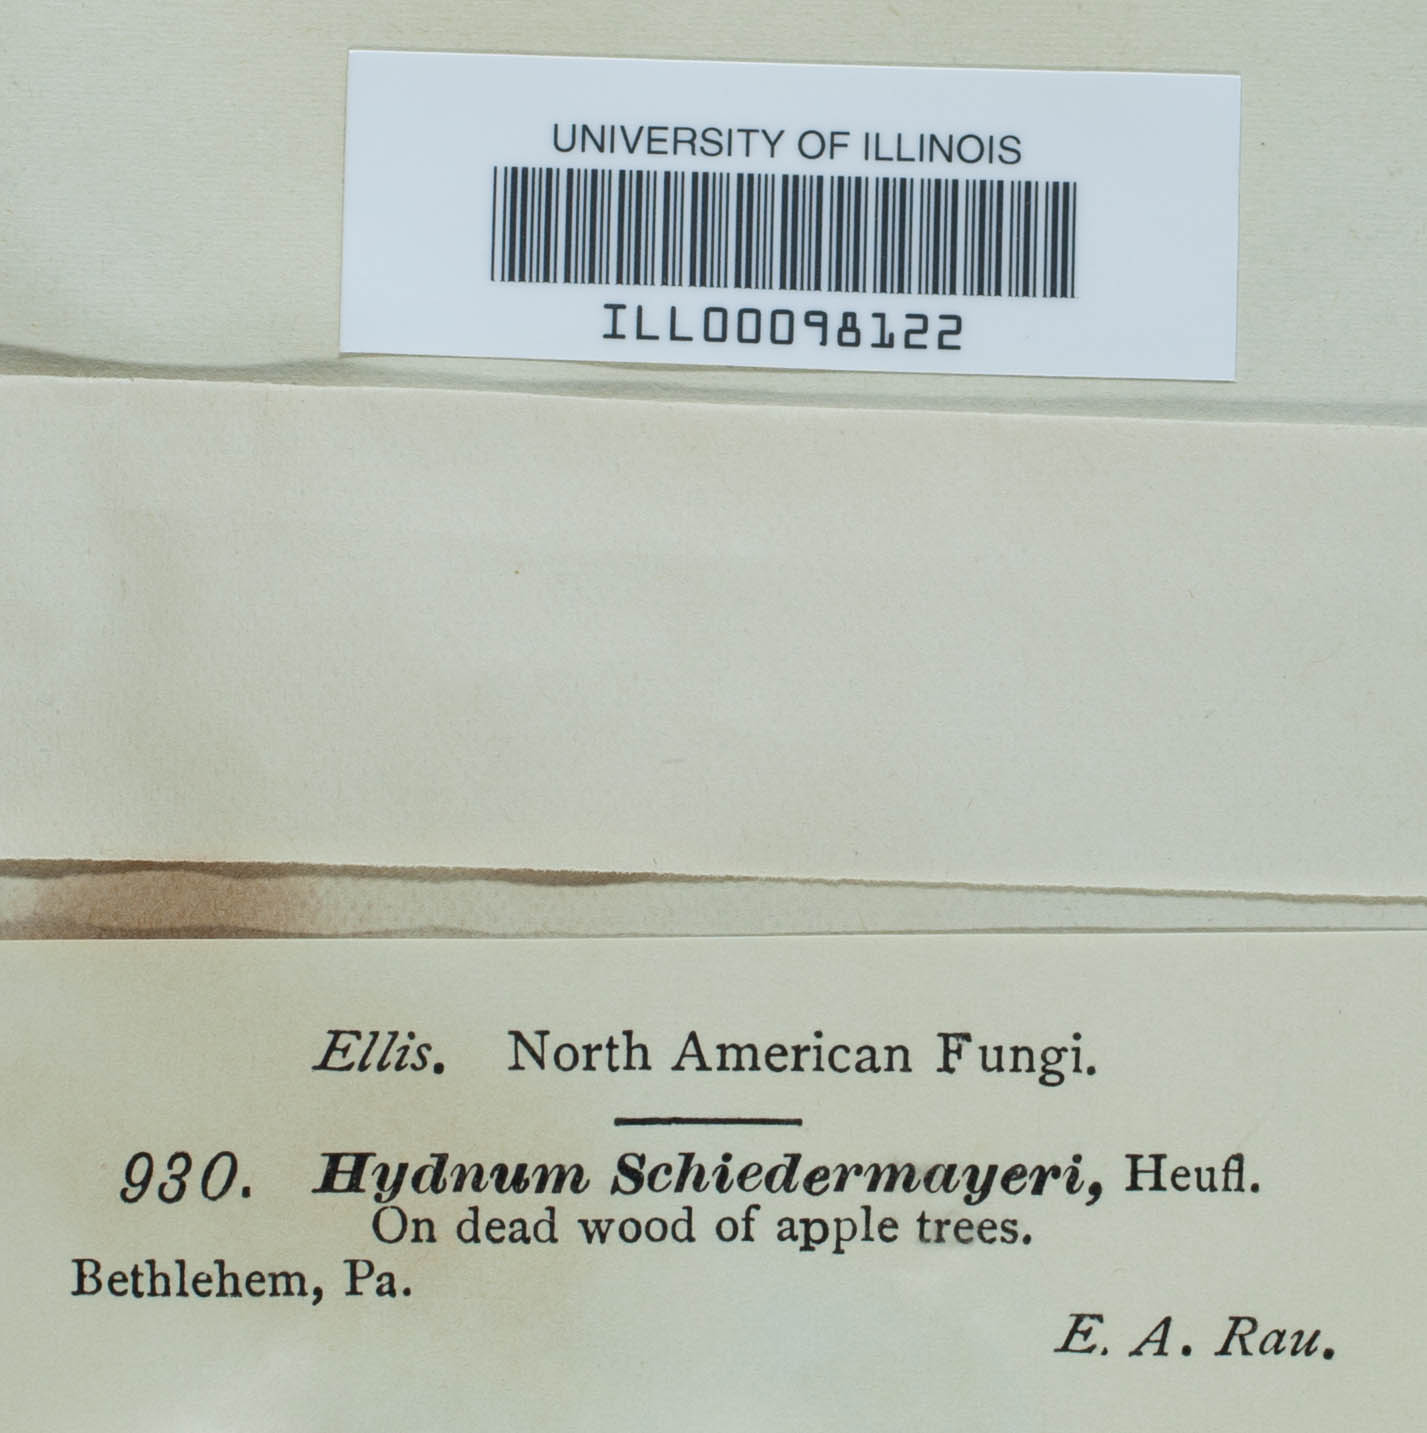 UNIVERSITY OF ILLINOIS
ILL00098122
Ellis. North American Fungi.
930. Hydnum Schiedermayeri, Heufl.
On dead wood of apple trees.
Bethlehem, Pa.
E. A. Rau.